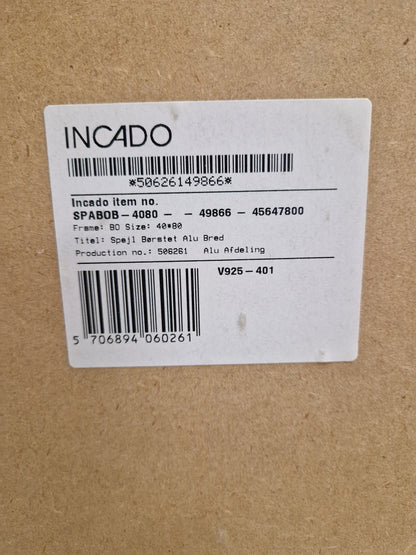 INCADO
*50626149866*
Incado item no.
SPABOB-4080- - 49866 - 45647800
Frame: BO Size: 40*80
Titel: Spejl Børstet Alu Bred
Production no.: 506261 Alu Afdeling
V925-401
5 706894 060261